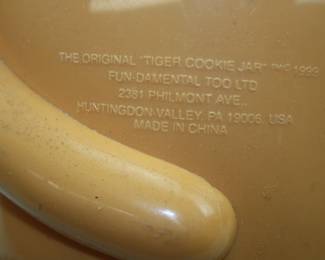 THE ORIGINAL "TIGER COOKIE JAR" 1999
FUN-DAMENTAL TOO LTD
2381 PHILMONT AVE.,
HUNTINGDON VALLEY, PA 19006, USA
MADE IN CHINA